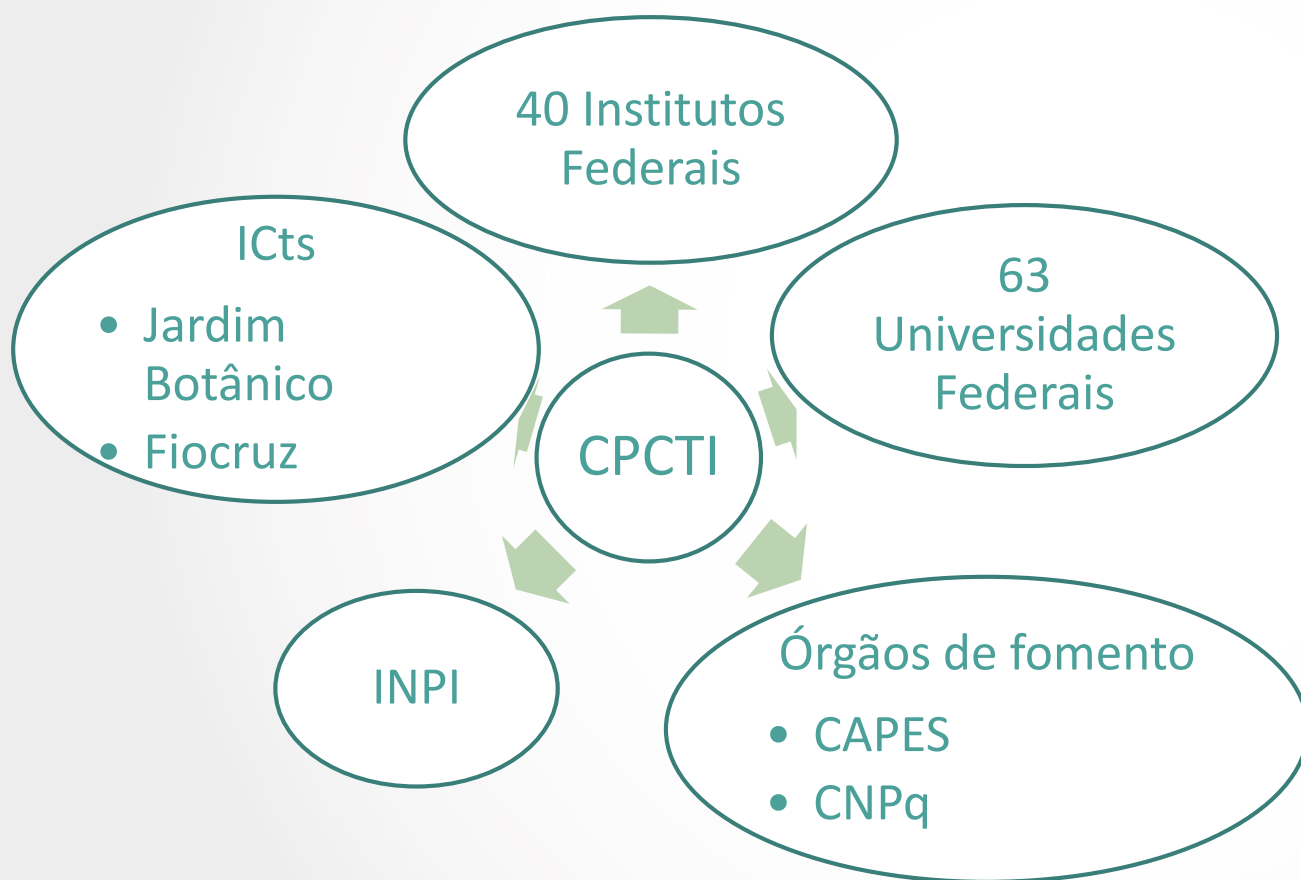 40 Institutos
Federais
ICts
• Jardim
Botânico
• Fiocruz
63
Universidades
Federais
CPCTI
INPI
Órgãos de fomento
• CAPES
• CNPq